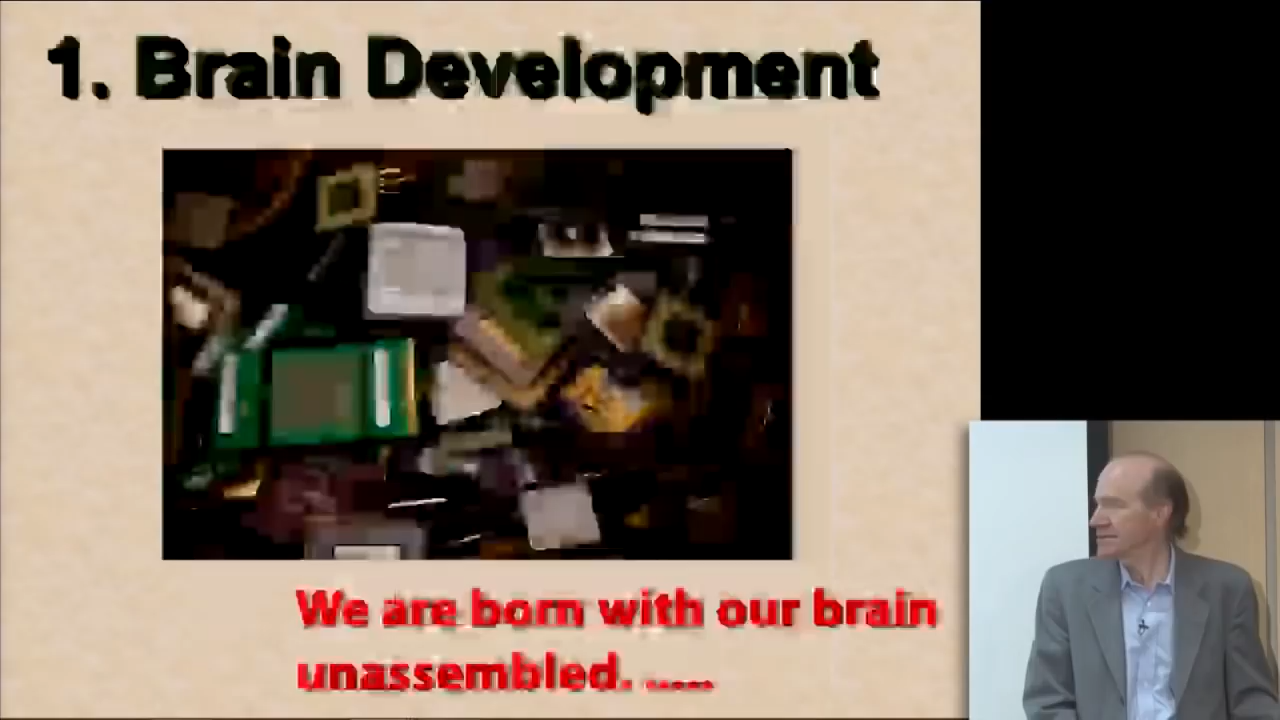 1. Brain Development
We are born with our brain
unassembled. .....